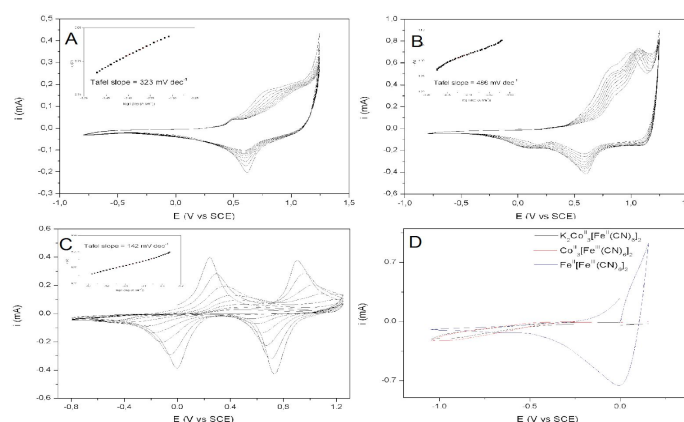 A
Tafel slope = 323 mV dec⁻¹
i (mA)
0,5
0,4
0,3
0,2
0,1
0,0
-0,1
-0,2
-0,3
-1,0 -0,5 0,0 0,5 1,0 1,5
E (V vs SCE)
B
Tafel slope = 486 mV dec⁻¹
i (mA)
1,0
0,8
0,6
0,4
0,2
0,0
-0,2
-0,4
-0,6
-1,0 -0,5 0,0 0,5 1,0 1,5
E (V vs SCE)
C
Tafel slope = 142 mV dec⁻¹
i (mA)
0.6
0.4
0.2
0.0
-0.2
-0.4
-0.6
-0.8 -0.4 0.0 0.4 0.8 1.2
E (V vs SCE)
D
K₂Co^II₃[Fe^II(CN)₆]₂
Co^II₃[Fe^III(CN)₆]₂
Fe^II[Fe^III(CN)₆]₂
i (mA)
0.7
0.0
-0.7
-1.0 -0.5 0.0
E (V vs SCE)